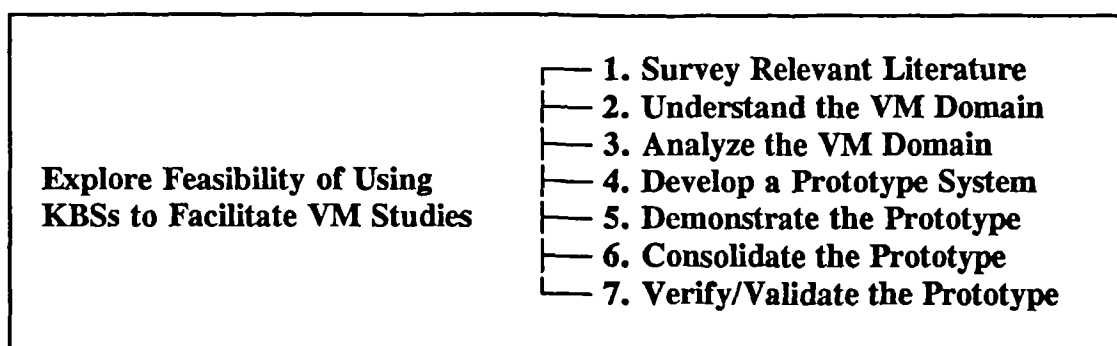 Explore Feasibility of Using
KBSs to Facilitate VM Studies
1. Survey Relevant Literature
2. Understand the VM Domain
3. Analyze the VM Domain
4. Develop a Prototype System
5. Demonstrate the Prototype
6. Consolidate the Prototype
7. Verify/Validate the Prototype